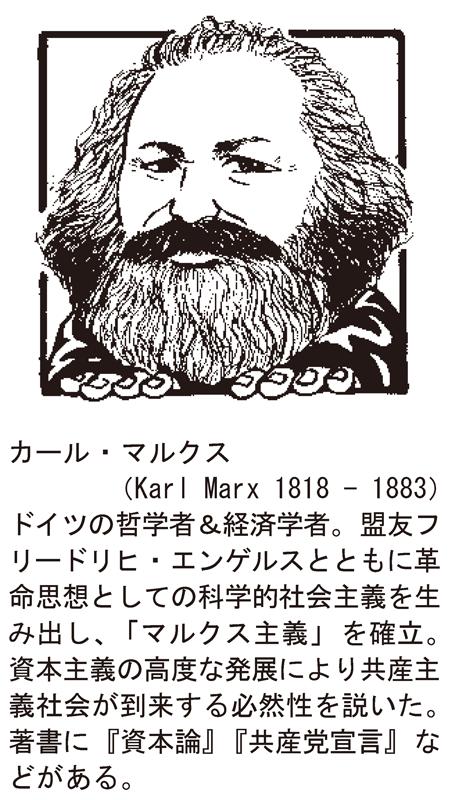 カール・マルクス
(Karl Marx 1818 − 1883)
ドイツの哲学者＆経済学者。盟友フ
リードリヒ・エンゲルスとともに革
命思想としての科学的社会主義を生
み出し、「マルクス主義」を確立。
資本主義の高度な発展により共産主
義社会が到来する必然性を説いた。
著書に『資本論』『共産党宣言』な
どがある。